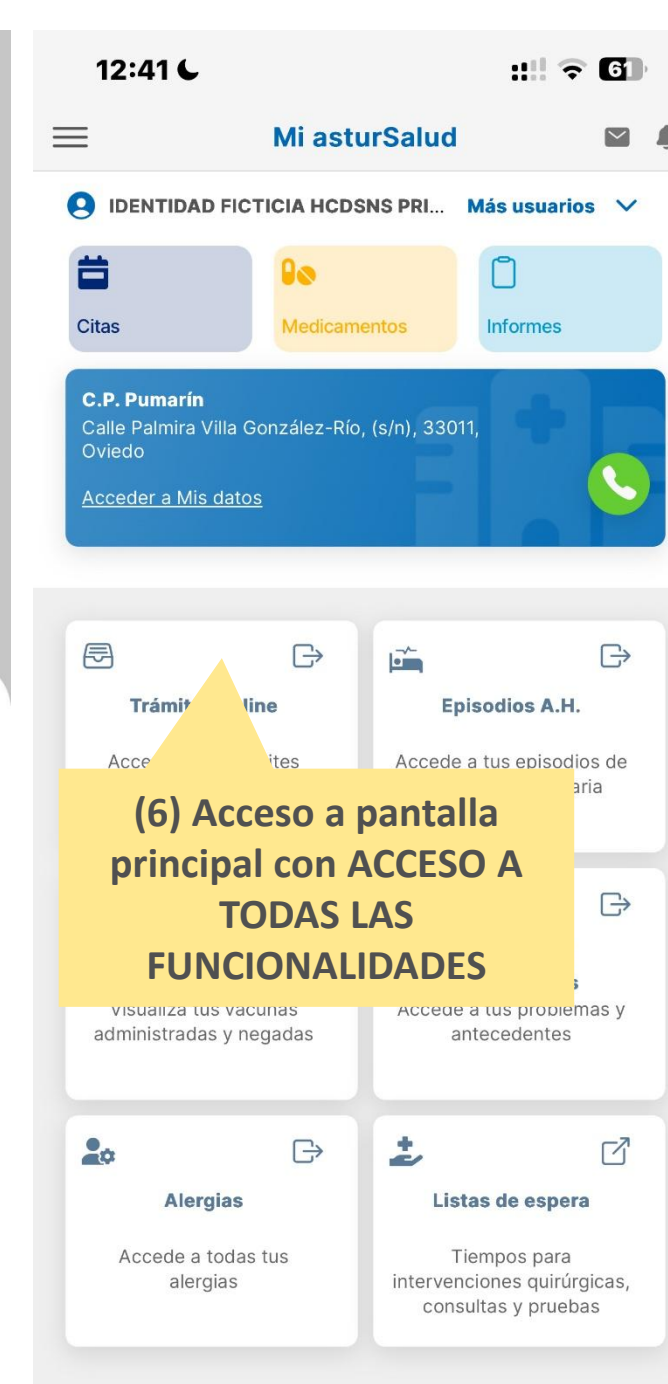 12:41
61
Mi asturSalud
IDENTIDAD FICTICIA HCDSNS PRI... Más usuarios
Citas
Medicamentos
Informes
C.P. Pumarín
Calle Palmira Villa González-Río, (s/n), 33011,
Oviedo
Acceder a Mis datos
Episodios A.H.
Accede a tus episodios de
(6) Acceso a pantalla
principal con ACCESO A
TODAS LAS
FUNCIONALIDADES
Visualiza tus vacunas
administradas y negadas
Accede a tus problemas y
antecedentes
Alergias
Accede a todas tus
alergias
Listas de espera
Tiempos para
intervenciones quirúrgicas,
consultas y pruebas